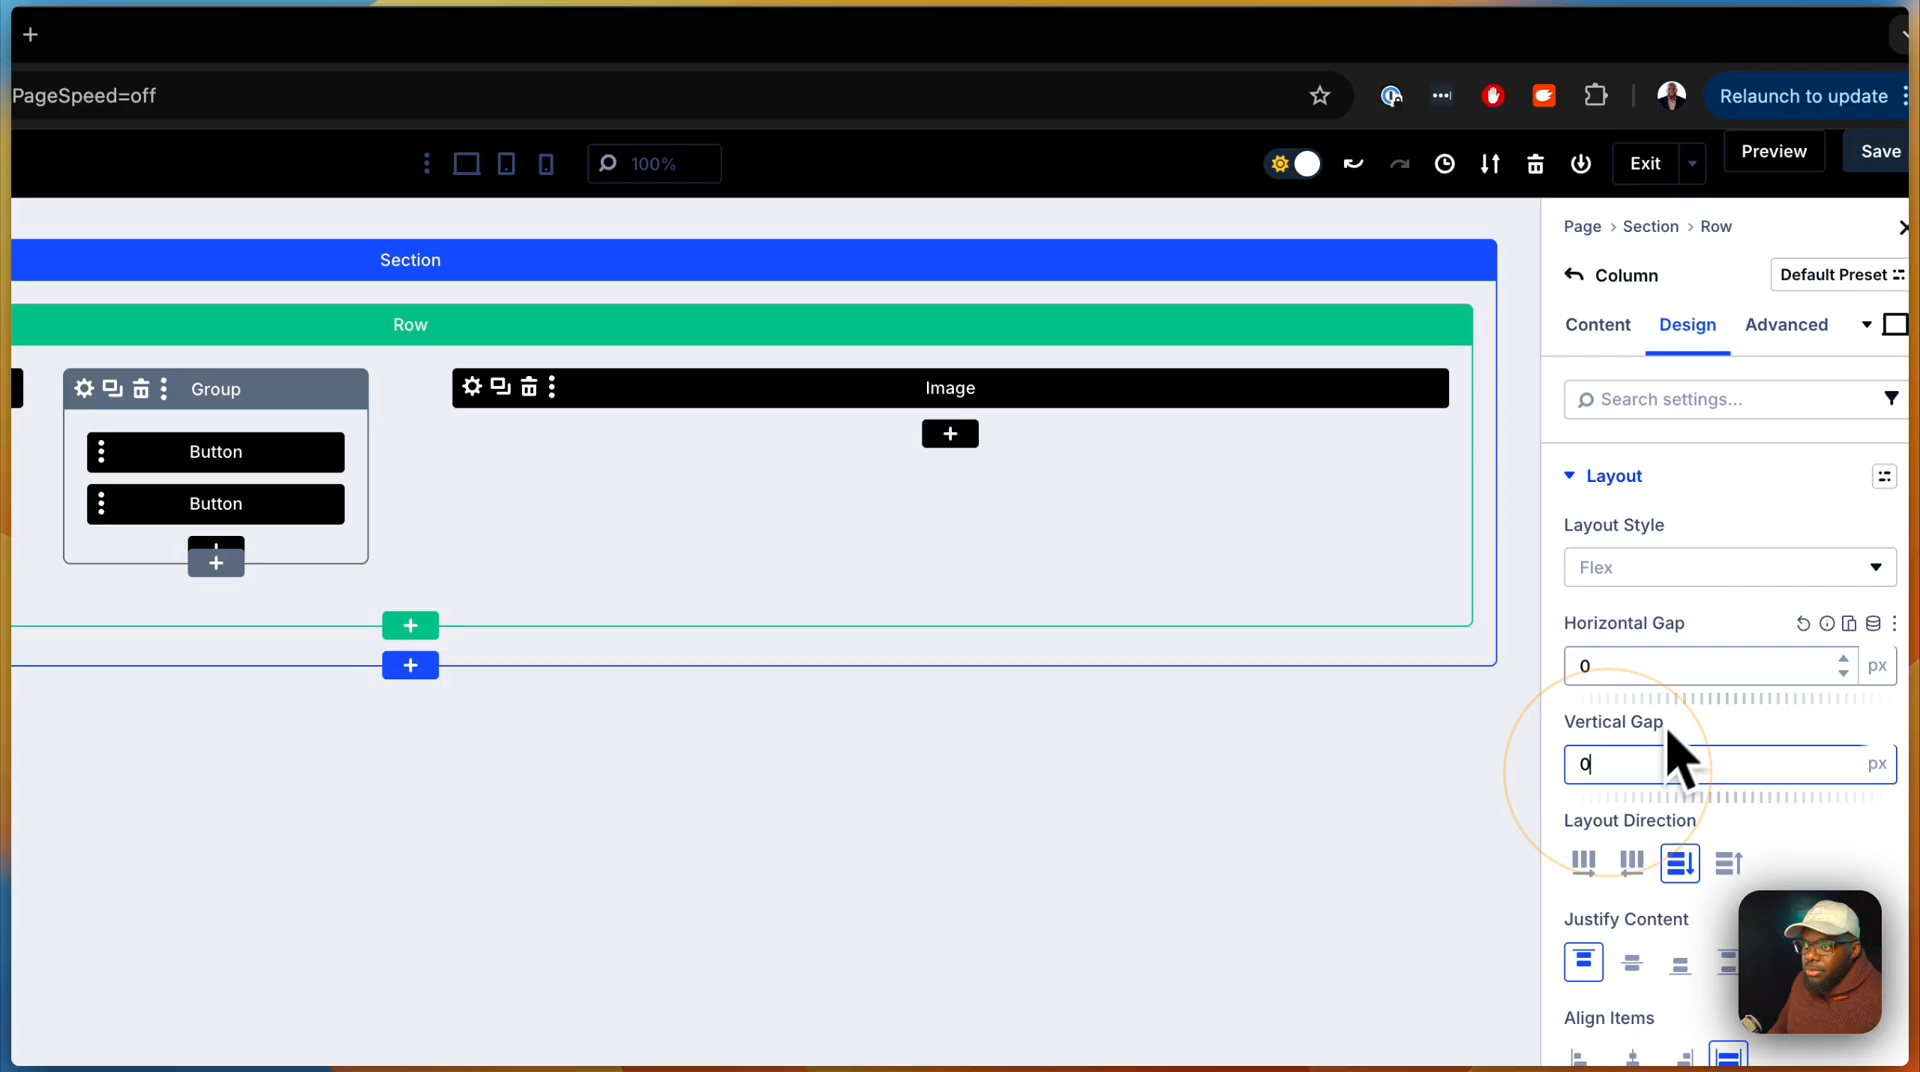 PageSpeed=off
Relaunch to update
100%
Exit
Preview
Save
Page > Section > Row
Section
Column
Default Preset
Row
Content
Design
Advanced
Group
Image
Search settings...
Button
Button
Layout
Layout Style
Flex
Horizontal Gap
0
px
Vertical Gap
0
px
Layout Direction
Justify Content
Align Items